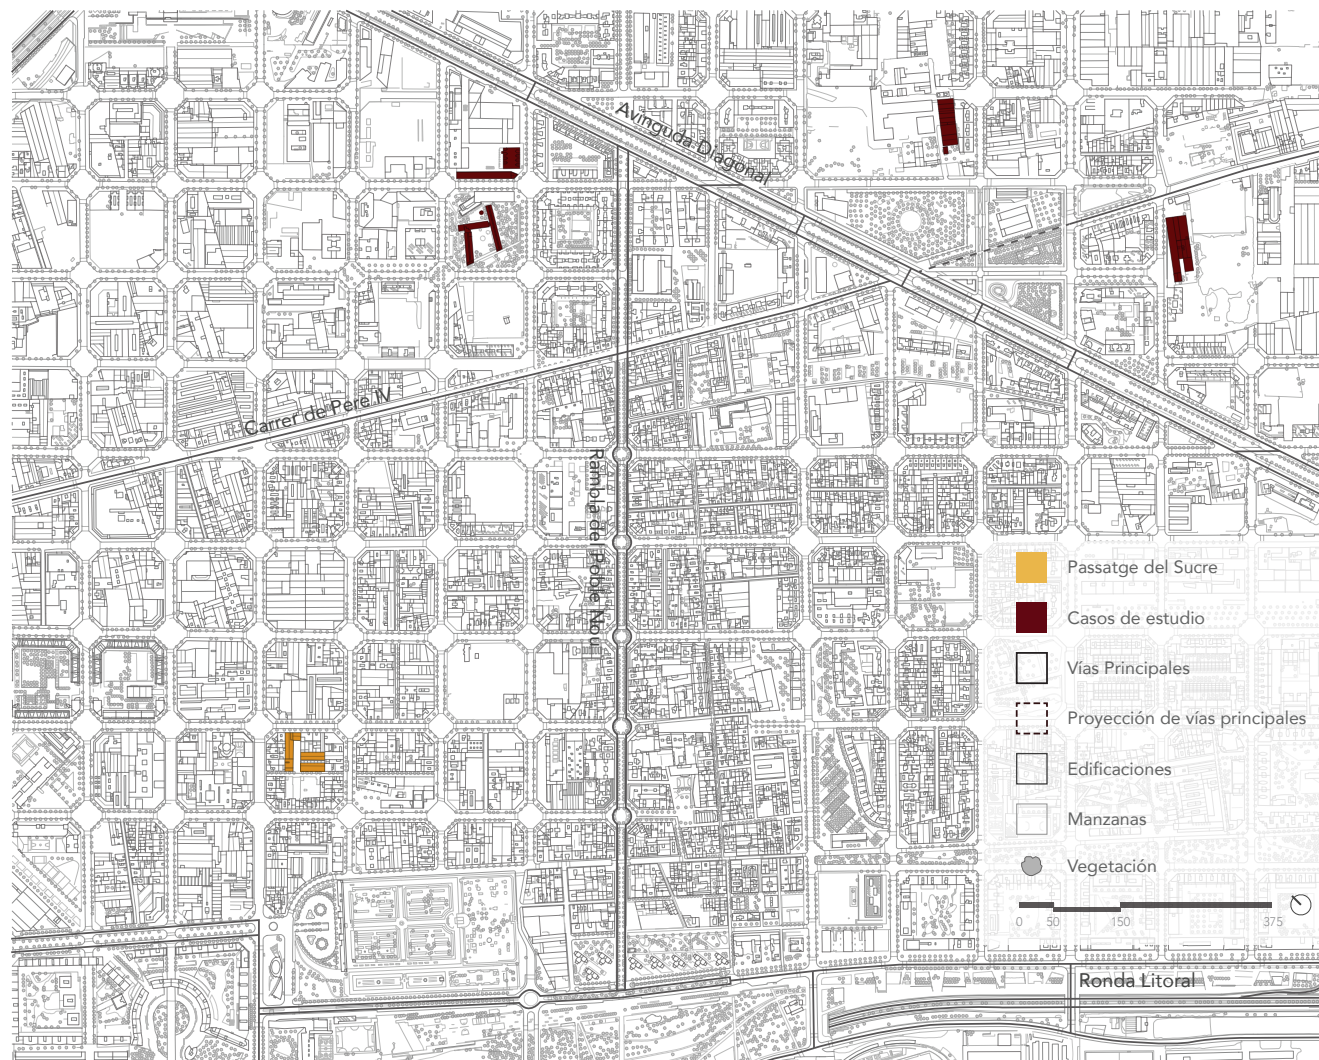 Avinguda Diagonal
Carrer de Pere IV
Rambla de Poble Nou
Passatge del Sucre
Casos de estudio
Vías Principales
Proyección de vías principales
Edificaciones
Manzanas
Vegetación
0 50 150 375
Ronda Litoral